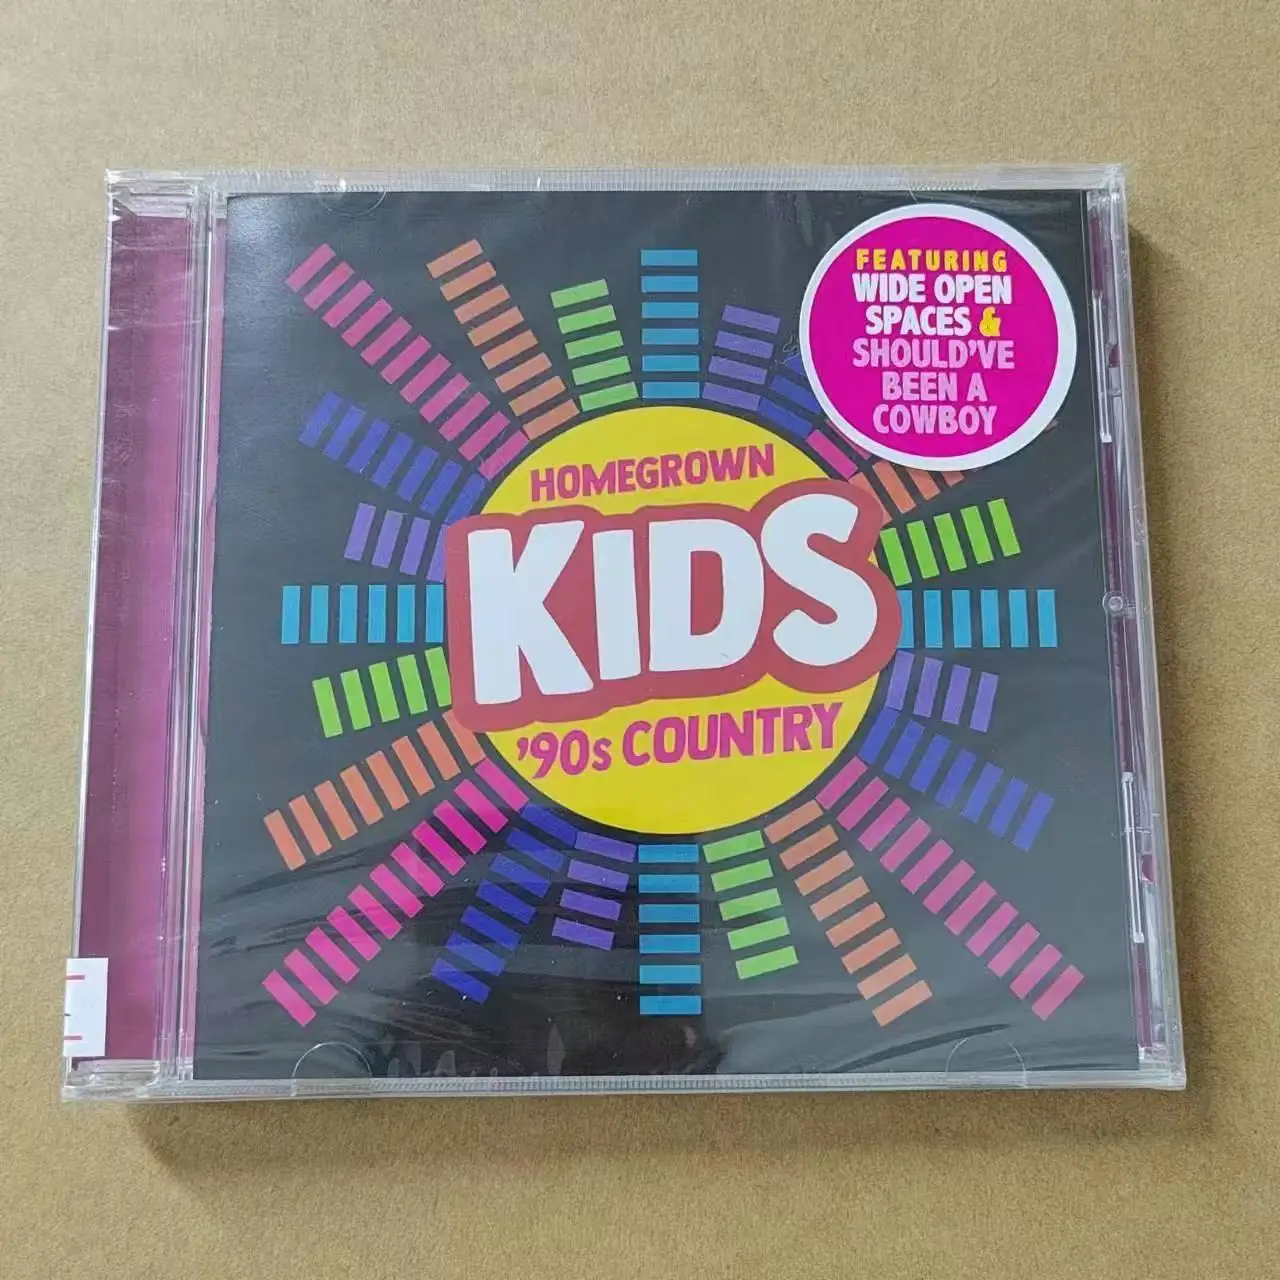 FEATURING
WIDE OPEN
SPACES &
SHOULD'VE
BEEN A
COWBOY
HOMEGROWN
KIDS
'90s COUNTRY